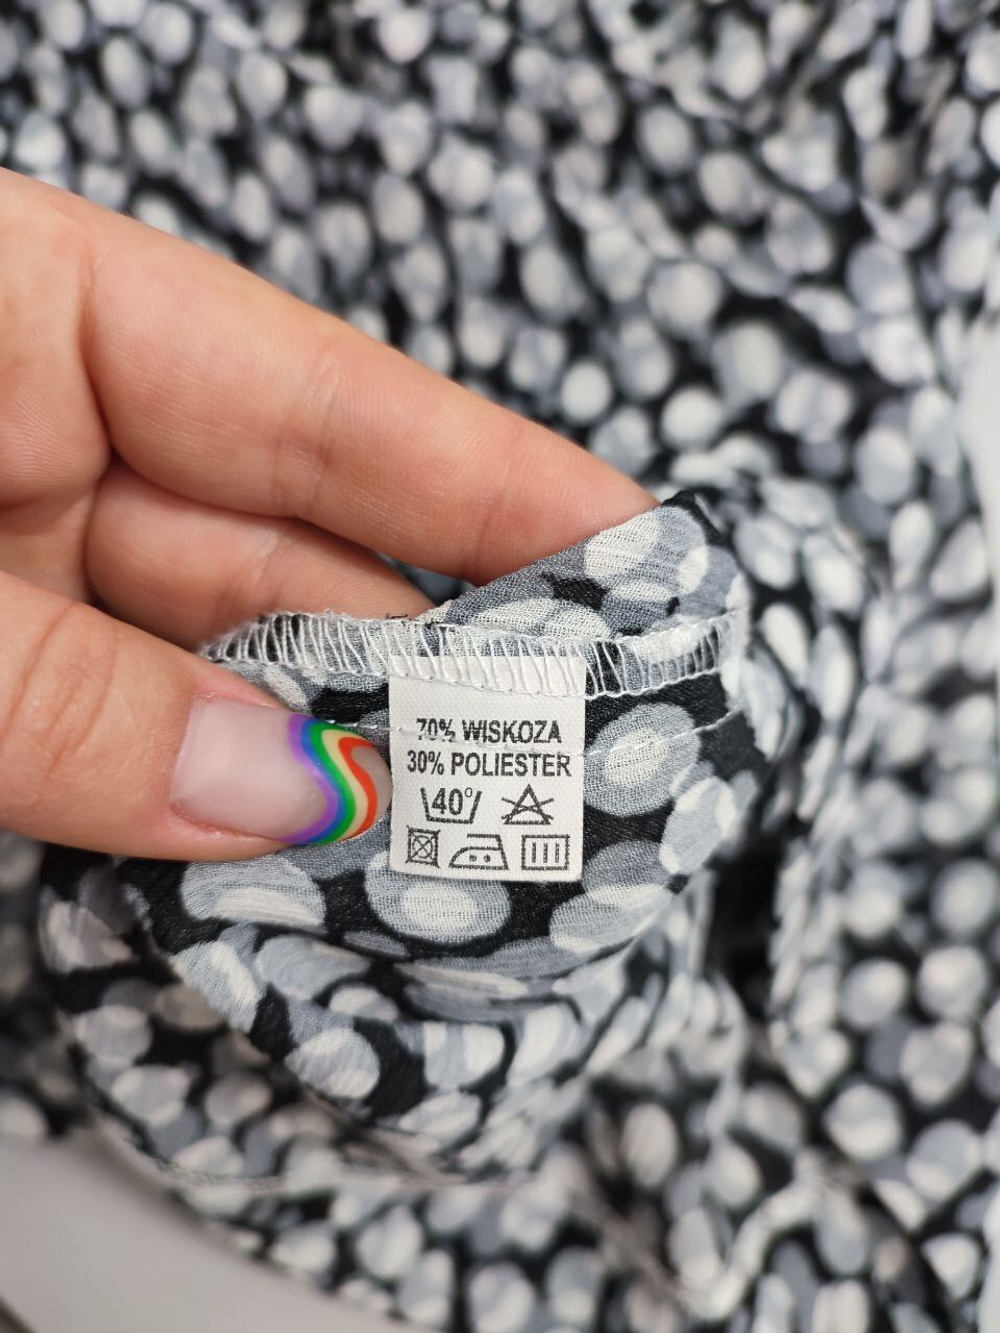 70% WISKOZA
30% POLIESTER
40°